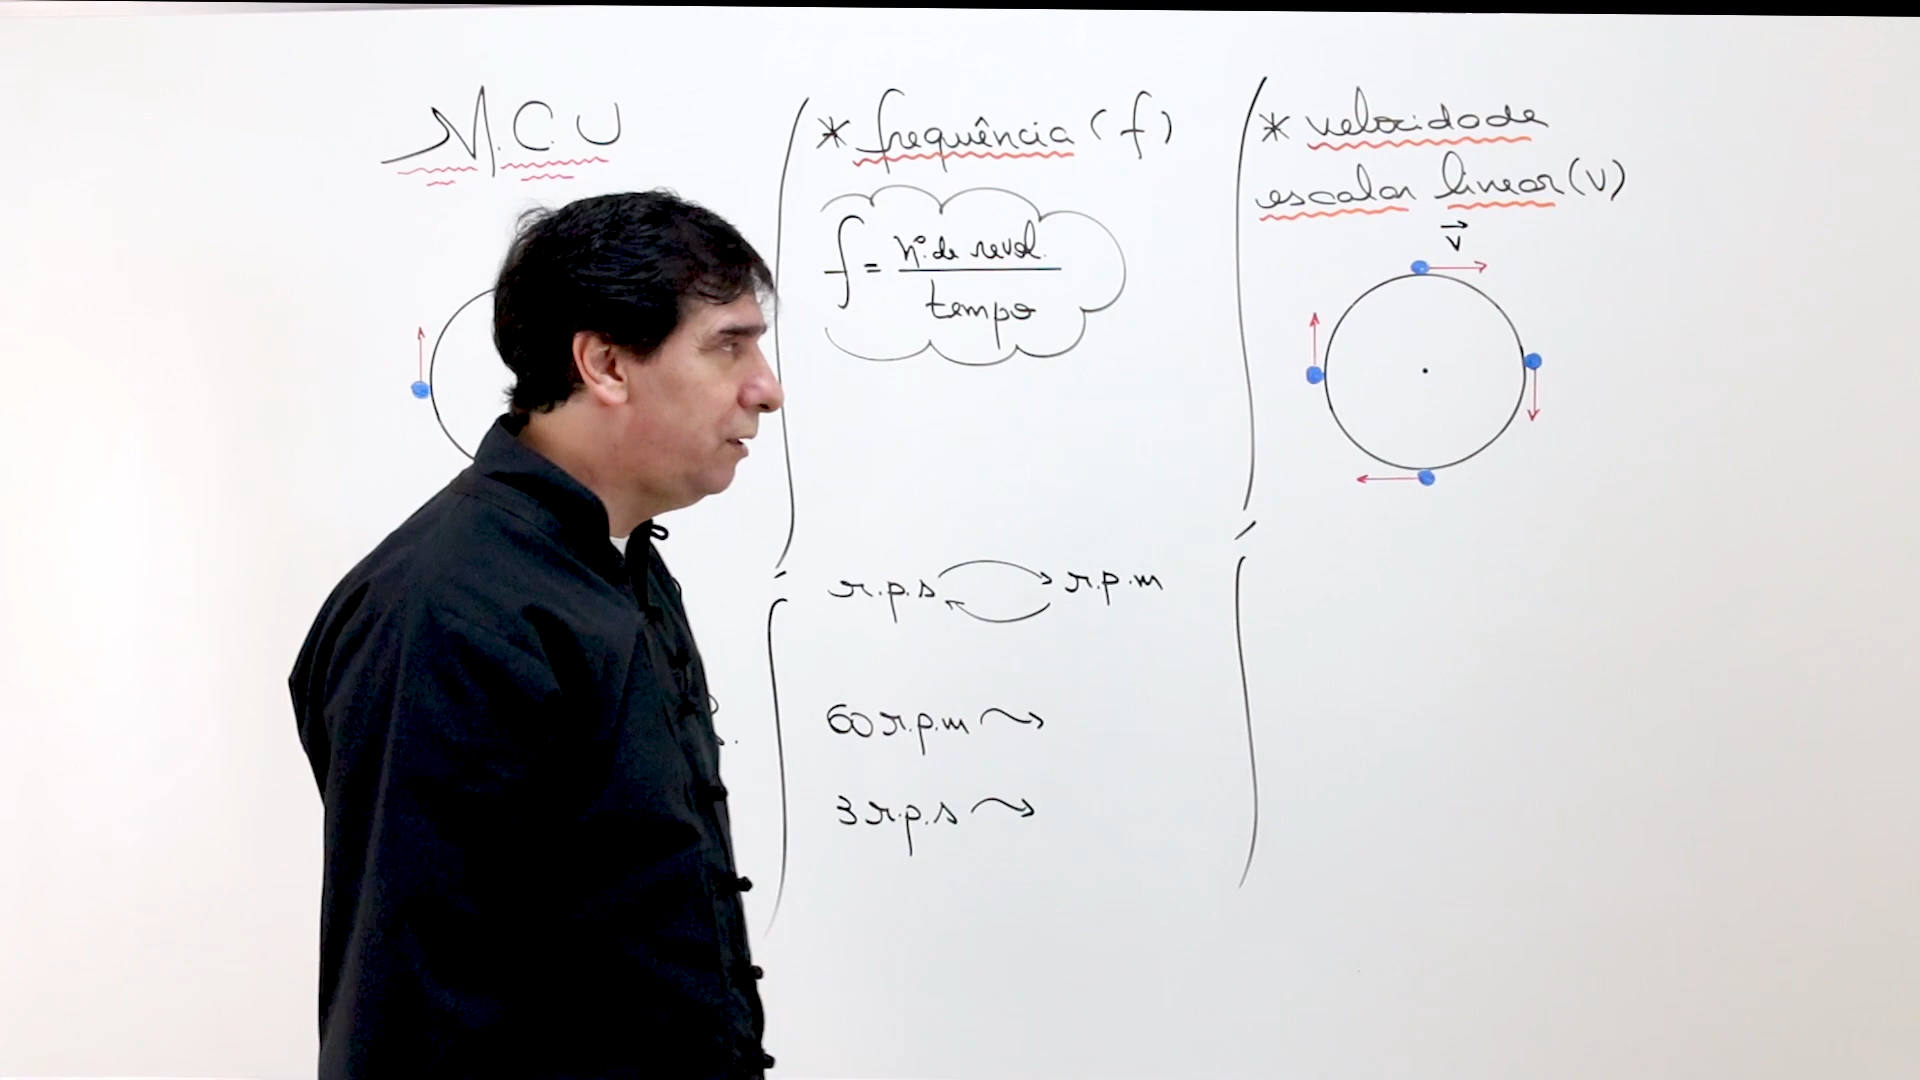 M.C.U
* frequência (f)
f = nº. de revol.
tempo
r.p.s r.p.m
60 r.p.m
3 r.p.s
* velocidade
escalar linear (v)
v